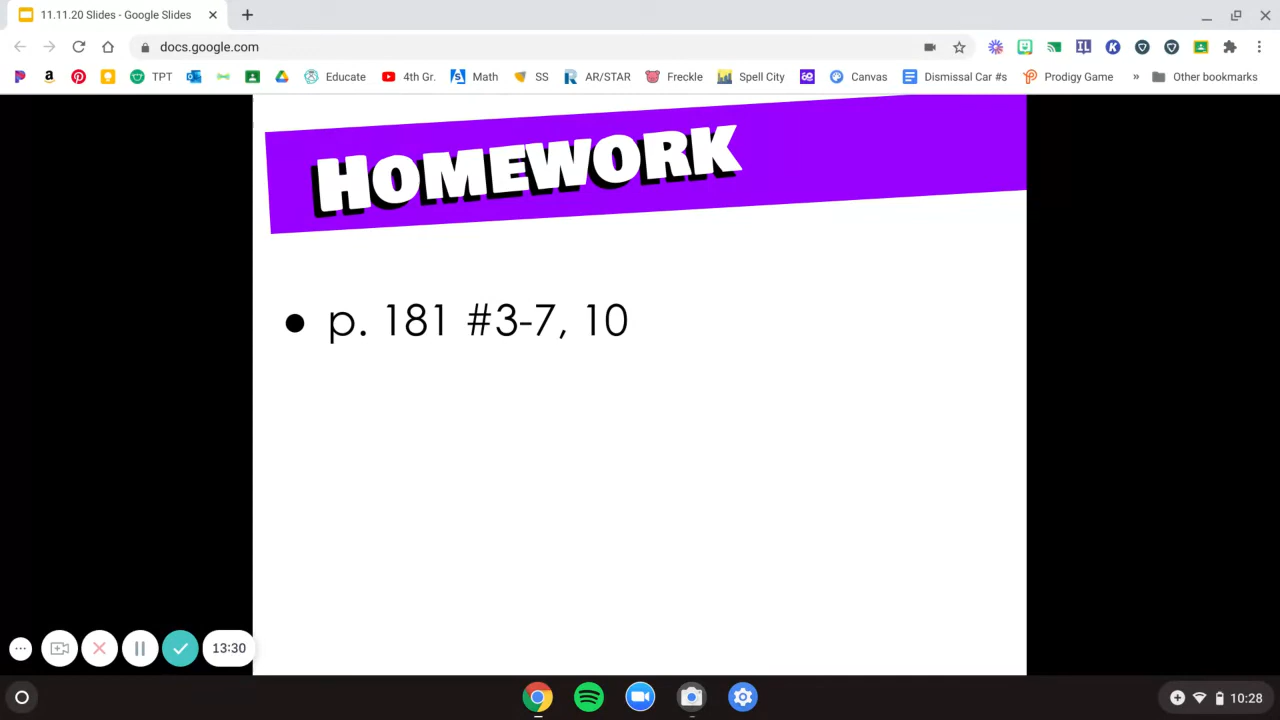 11.11.20 Slides - Google Slides
docs.google.com
TPT
Educate
4th Gr.
Math
SS
AR/STAR
Freckle
Spell City
Canvas
Dismissal Car #s
Prodigy Game
»
Other bookmarks
HOMEWORK
● p. 181 #3-7, 10
13:30
10:28